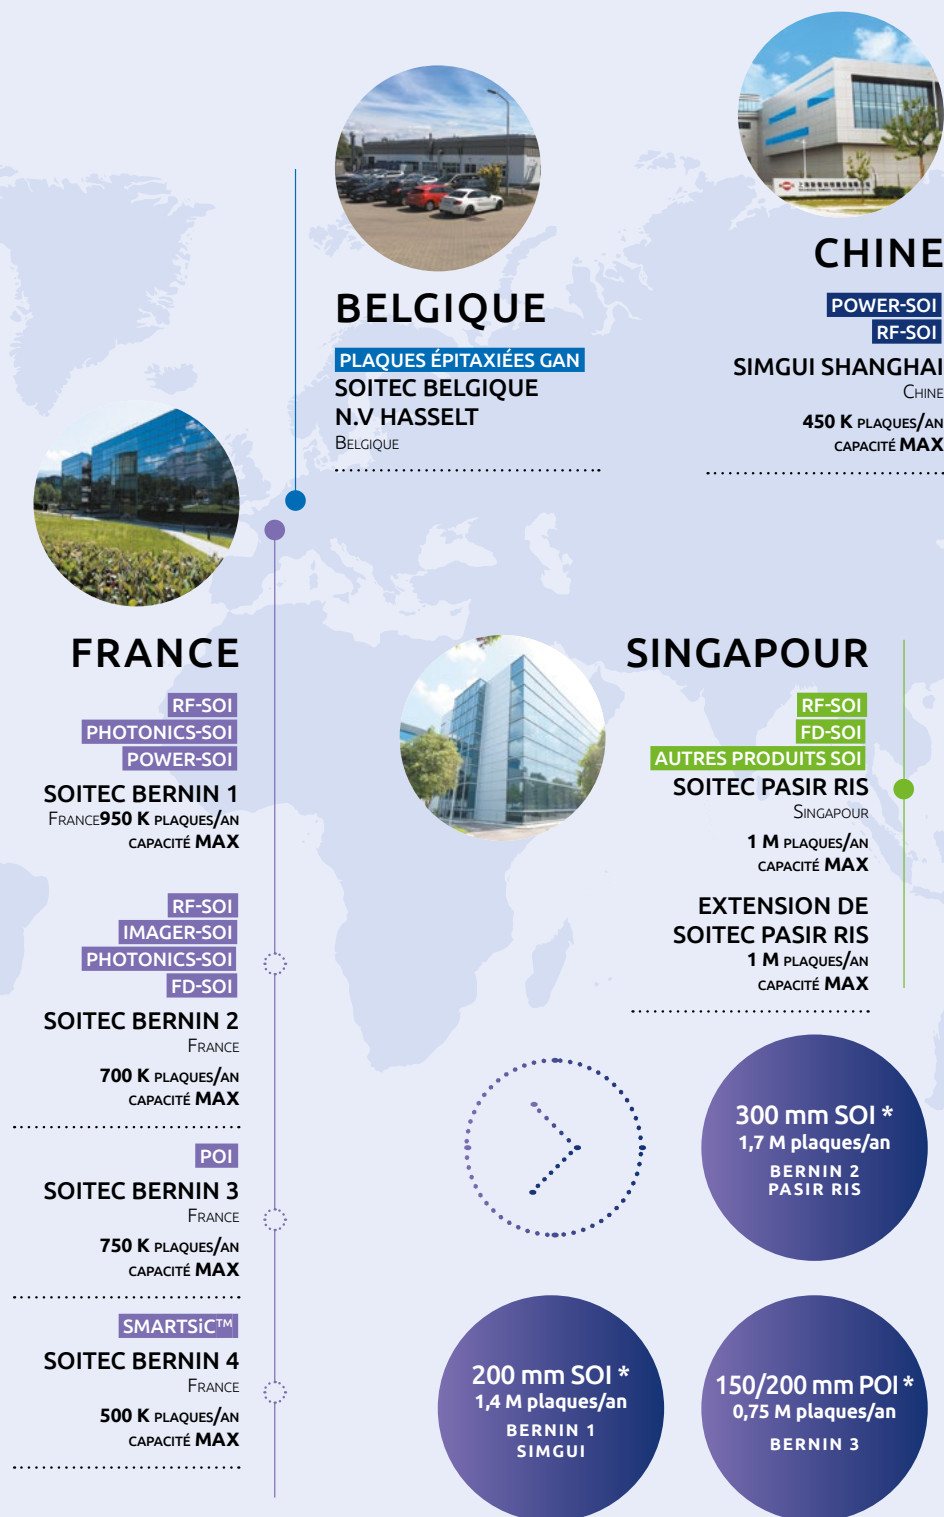 BELGIQUE
PLAQUES ÉPITAXIÉES GAN
SOITEC BELGIQUE
N.V HASSELT
BELGIQUE
CHINE
POWER-SOI
RF-SOI
SIMGUI SHANGHAI
CHINE
450 K PLAQUES/AN
CAPACITÉ MAX
FRANCE
RF-SOI
PHOTONICS-SOI
POWER-SOI
SOITEC BERNIN 1
FRANCE950 K PLAQUES/AN
CAPACITÉ MAX
RF-SOI
IMAGER-SOI
PHOTONICS-SOI
FD-SOI
SOITEC BERNIN 2
FRANCE
700 K PLAQUES/AN
CAPACITÉ MAX
POI
SOITEC BERNIN 3
FRANCE
750 K PLAQUES/AN
CAPACITÉ MAX
SMARTSiC™
SOITEC BERNIN 4
FRANCE
500 K PLAQUES/AN
CAPACITÉ MAX
SINGAPOUR
RF-SOI
FD-SOI
AUTRES PRODUITS SOI
SOITEC PASIR RIS
SINGAPOUR
1 M PLAQUES/AN
CAPACITÉ MAX
EXTENSION DE
SOITEC PASIR RIS
1 M PLAQUES/AN
CAPACITÉ MAX
300 mm SOI *
1,7 M plaques/an
BERNIN 2
PASIR RIS
200 mm SOI *
1,4 M plaques/an
BERNIN 1
SIMGUI
150/200 mm POI *
0,75 M plaques/an
BERNIN 3